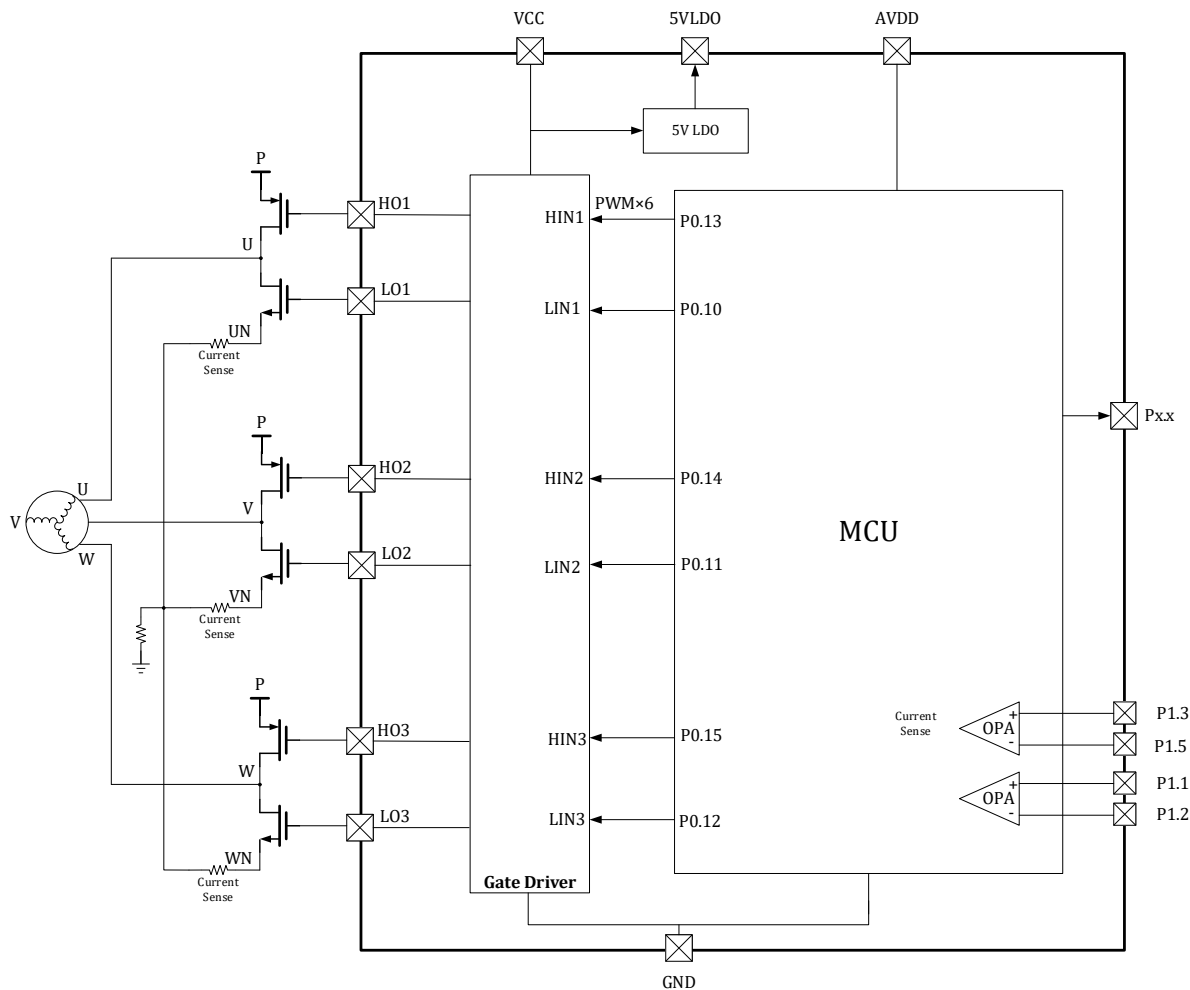 VCC
5VLDO
AVDD
5V LDO
P
HO1
HIN1
PWM×6
P0.13
U
LO1
LIN1
P0.10
UN
Current
Sense
Px.x
P
HO2
HIN2
P0.14
U
V
V
W
MCU
LO2
LIN2
P0.11
VN
Current
Sense
P
HO3
HIN3
P0.15
W
Current
Sense
+
OPA
-
P1.3
P1.5
+
OPA
-
P1.1
P1.2
LO3
LIN3
P0.12
WN
Current
Sense
Gate Driver
GND